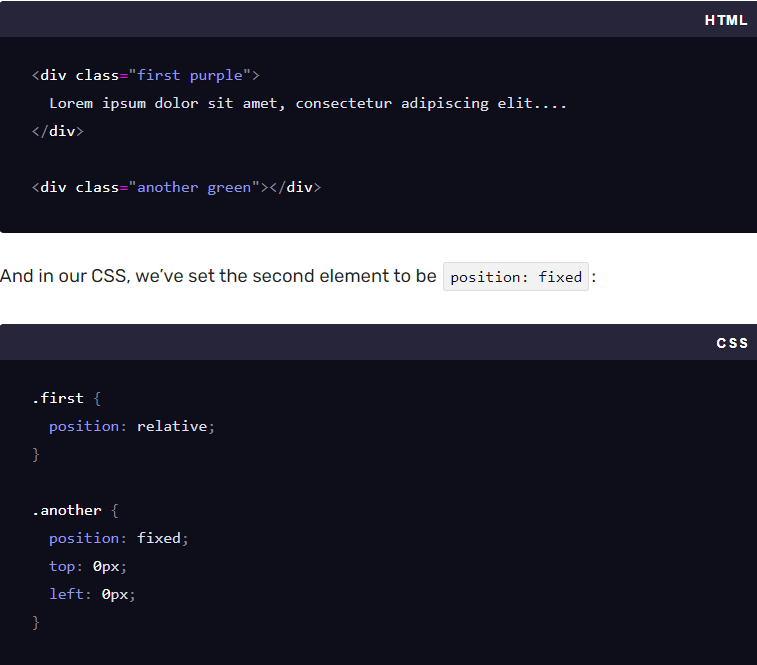 HTML
<div class="first purple">
  Lorem ipsum dolor sit amet, consectetur adipiscing elit....
</div>
<div class="another green"></div>
And in our CSS, we’ve set the second element to be position: fixed :
CSS
.first {
  position: relative;
}
.another {
  position: fixed;
  top: 0px;
  left: 0px;
}